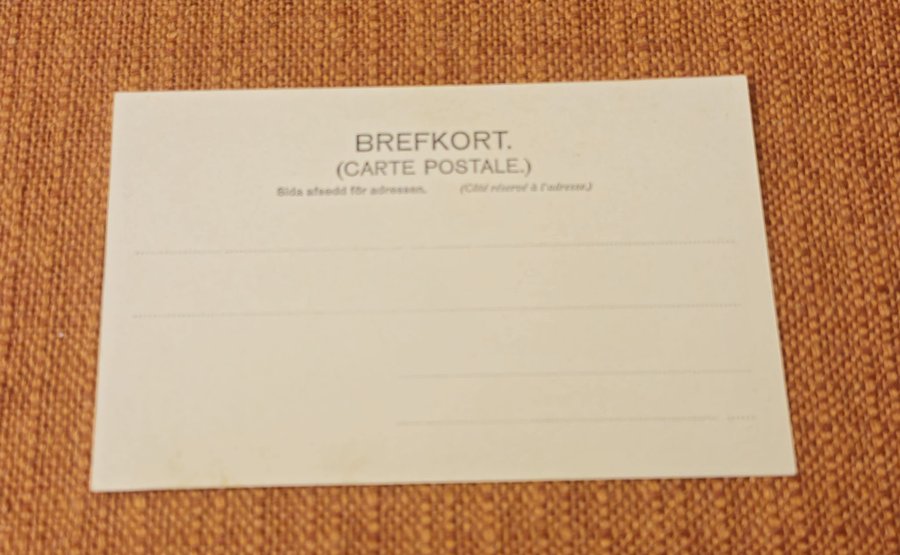 BREFKORT.
(CARTE POSTALE.)
Sida afsedd för adressen. (Côté réservé à l'adresse.)